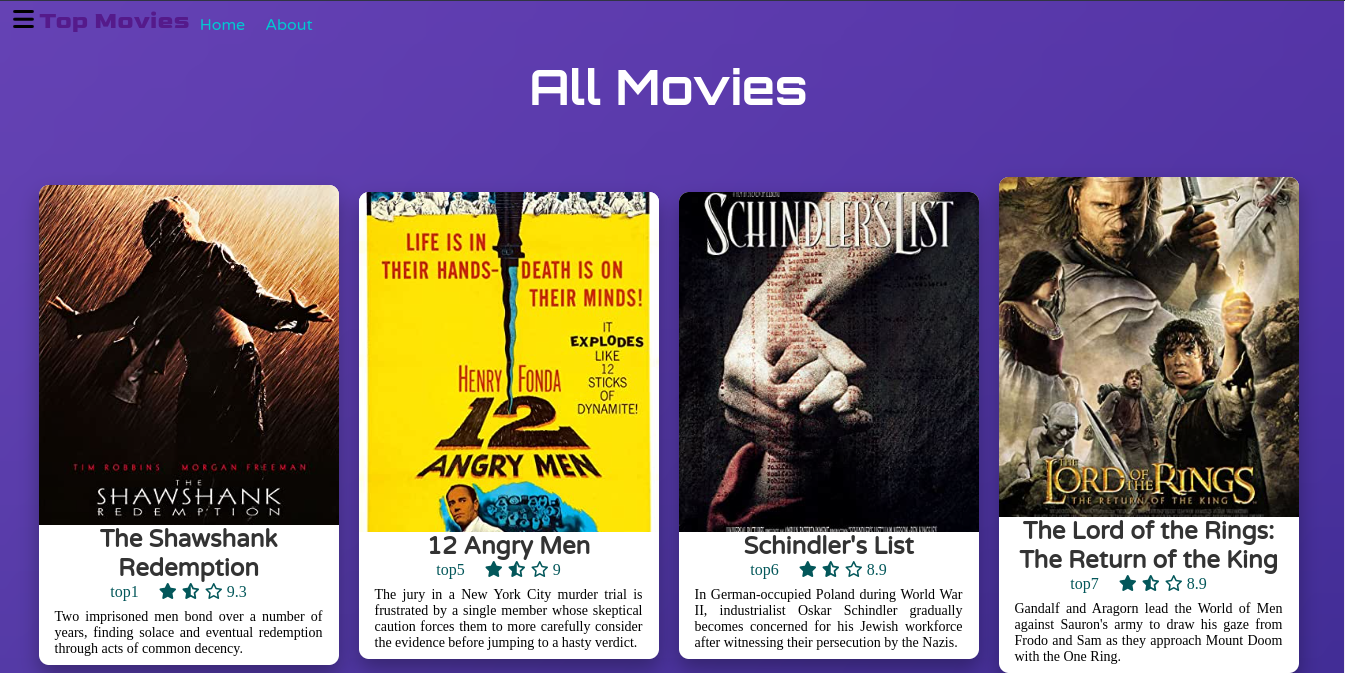 Top Movies Home About
All Movies
TIM ROBBINS MORGAN FREEMAN
THE
SHAWSHANK
REDEMPTION
The Shawshank
Redemption
top1 9.3
Two imprisoned men bond over a number of
years, finding solace and eventual redemption
through acts of common decency.
LIFE IS IN
THEIR HANDS- DEATH IS ON
THEIR MINDS!
IT
EXPLODES
LIKE
12
STICKS
OF
DYNAMITE!
HENRY FONDA
12
ANGRY MEN
12 Angry Men
top5 9
The jury in a New York City murder trial is
frustrated by a single member whose skeptical
caution forces them to more carefully consider
the evidence before jumping to a hasty verdict.
SCHINDLER'S LIST
Schindler's List
top6 8.9
In German-occupied Poland during World War
II, industrialist Oskar Schindler gradually
becomes concerned for his Jewish workforce
after witnessing their persecution by the Nazis.
THE
LORD OF THE RINGS
THE RETURN OF THE KING
The Lord of the Rings:
The Return of the King
top7 8.9
Gandalf and Aragorn lead the World of Men
against Sauron's army to draw his gaze from
Frodo and Sam as they approach Mount Doom
with the One Ring.